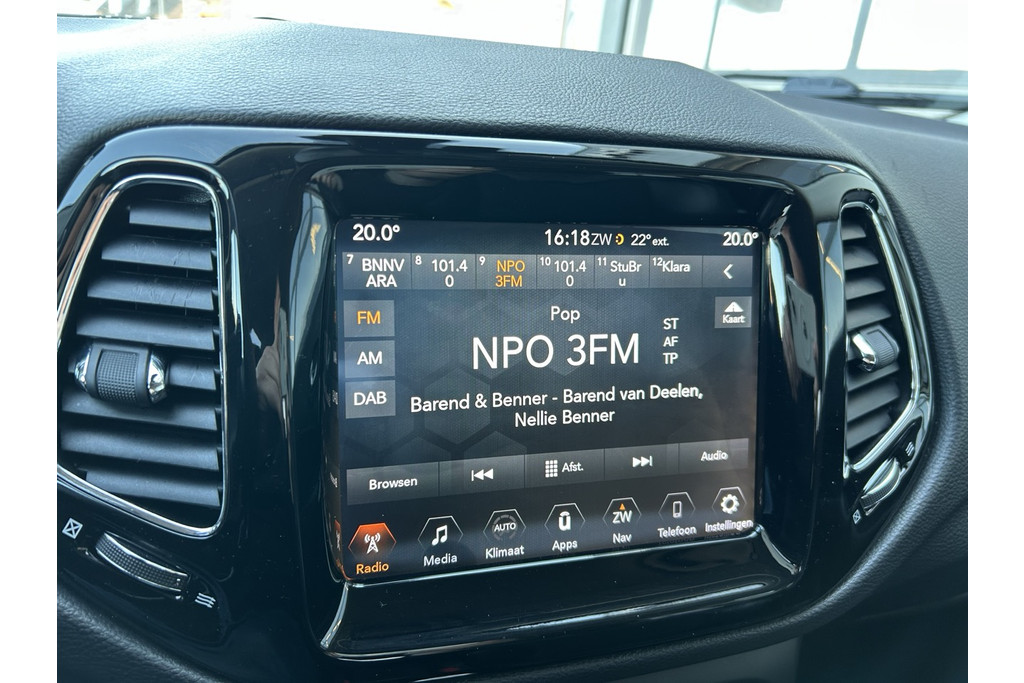 20.0°
16:18 ZW 22° ext.
20.0°
7 BNNV ARA
8 101.4 0
9 NPO 3FM
10 101.4 0
11 StuBr u
12 Klara
FM
AM
DAB
Pop
NPO 3FM
ST
AF
TP
Kaart
Barend & Benner - Barend van Deelen,
Nellie Benner
Browsen
Afst.
Audio
Radio
Media
AUTO
Klimaat
Apps
ZW
Nav
Telefoon
Instellingen